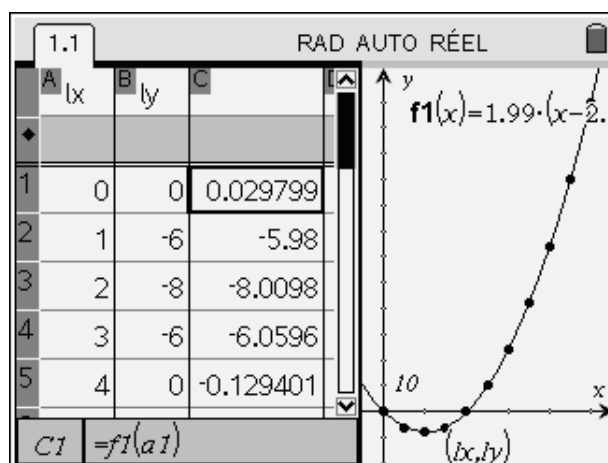 1.1 RAD AUTO RÉEL
A lx B ly C
◆
1 0 0 0.029799
2 1 -6 -5.98
3 2 -8 -8.0098
4 3 -6 -6.0596
5 4 0 -0.129401
C1 =f1(a1)
y
f1(x)=1.99·(x-2.
10
x
(lx,ly)